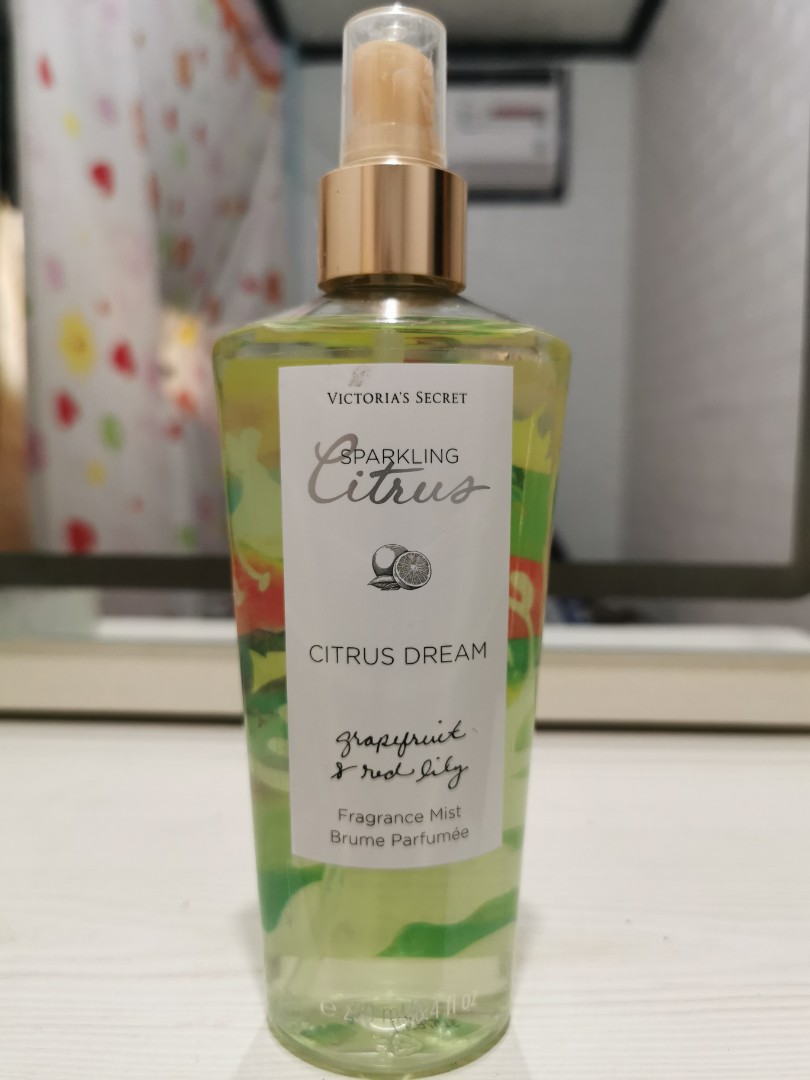 VICTORIA'S SECRET
SPARKLING
Citrus
CITRUS DREAM
grapefruit
& red lily
Fragrance Mist
Brume Parfumée